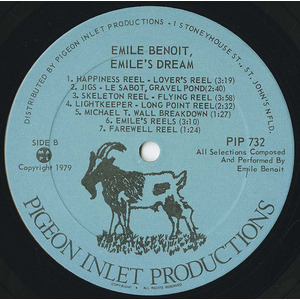 DISTRIBUTED BY PIGEON INLET PRODUCTIONS - 1 STONEYHOUSE ST., ST. JOHN'S NFLD.
EMILE BENOIT,
EMILE'S DREAM
1. HAPPINESS REEL - LOVER'S REEL (3:19)
2. JIGS - LE SABOT, GRAVEL POND (2:40)
3. SKELETON REEL - FLYING REEL (3:58)
4. LIGHTKEEPER - LONG POINT REEL (2:32)
5. MICHAEL T. WALL BREAKDOWN (1:27)
6. EMILE'S REELS (3:10)
7. FAREWELL REEL (1:24)
SIDE B
PIP 732
Copyright 1979
All Selections Composed
And Performed By
Emile Benoit
PIGEON INLET PRODUCTIONS
COPYRIGHT ALL RIGHTS RESERVED